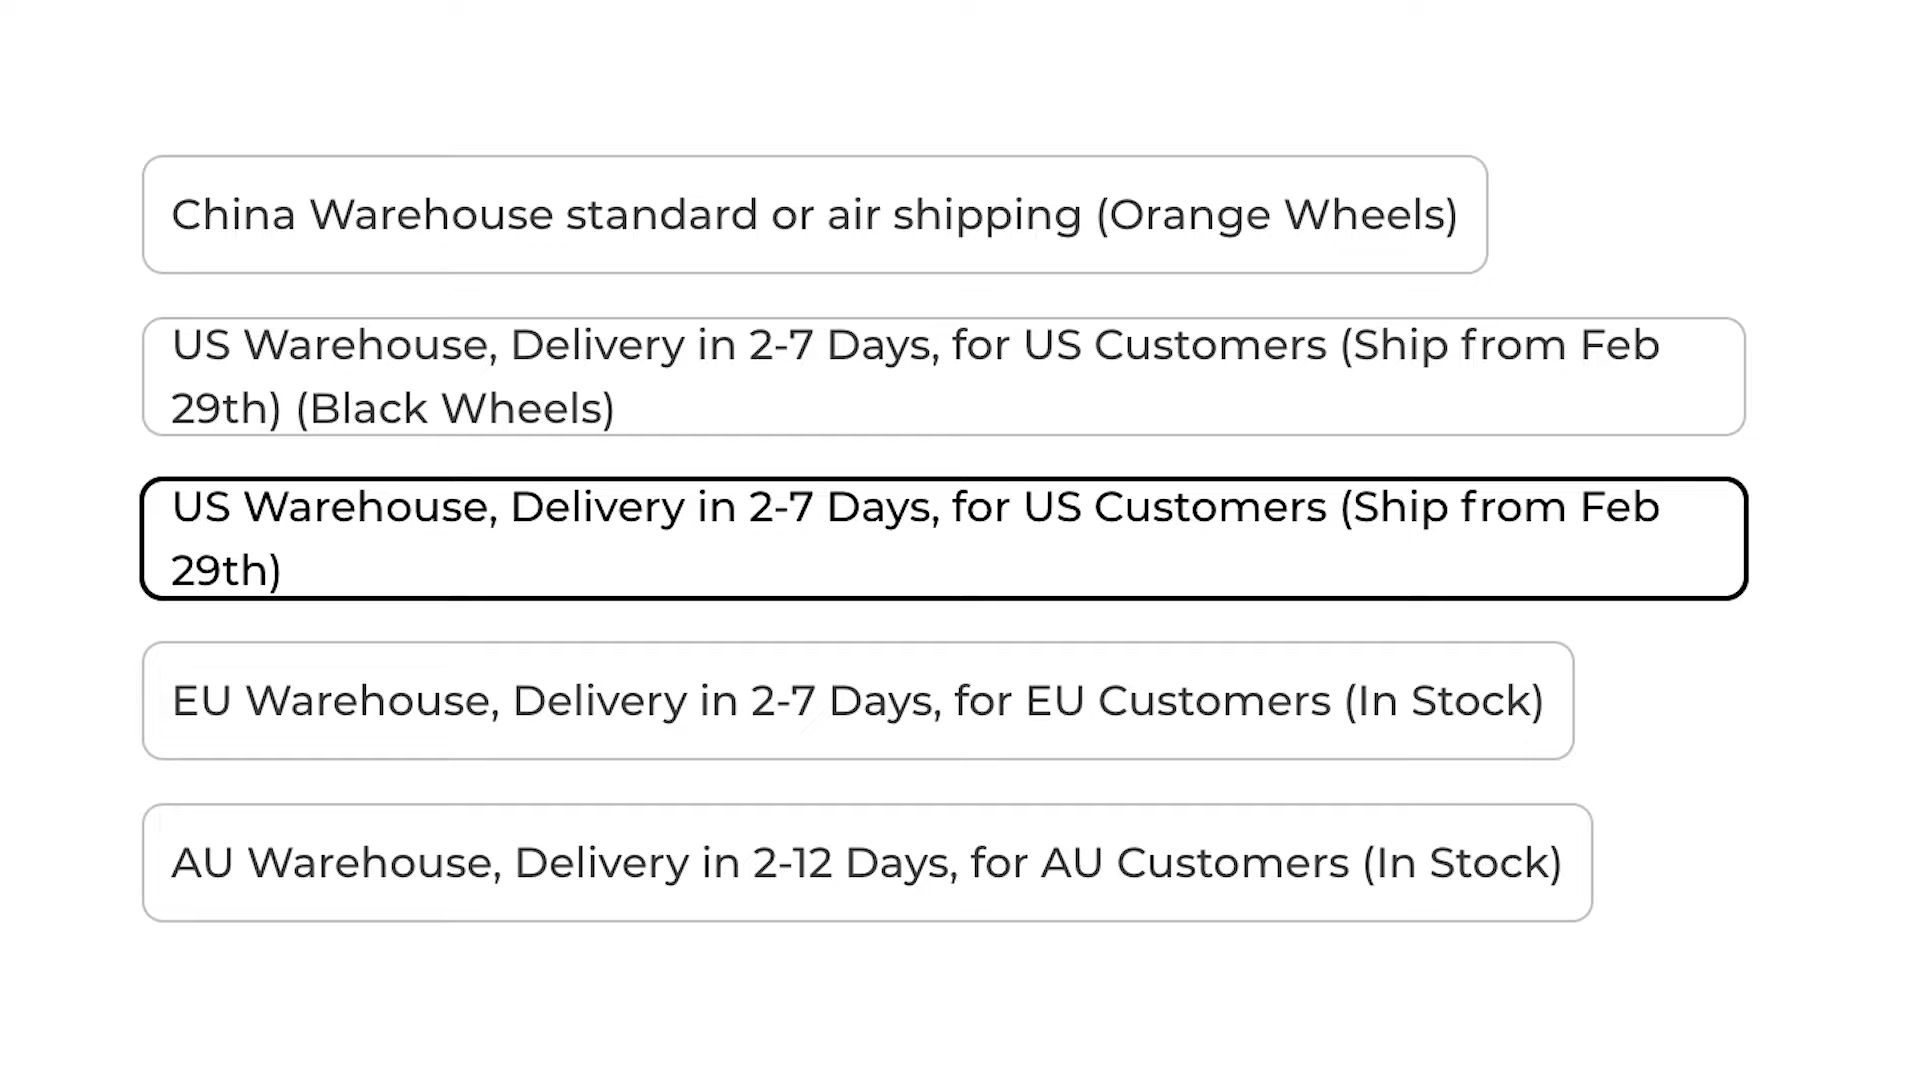 China Warehouse standard or air shipping (Orange Wheels)
US Warehouse, Delivery in 2-7 Days, for US Customers (Ship from Feb
29th) (Black Wheels)
US Warehouse, Delivery in 2-7 Days, for US Customers (Ship from Feb
29th)
EU Warehouse, Delivery in 2-7 Days, for EU Customers (In Stock)
AU Warehouse, Delivery in 2-12 Days, for AU Customers (In Stock)